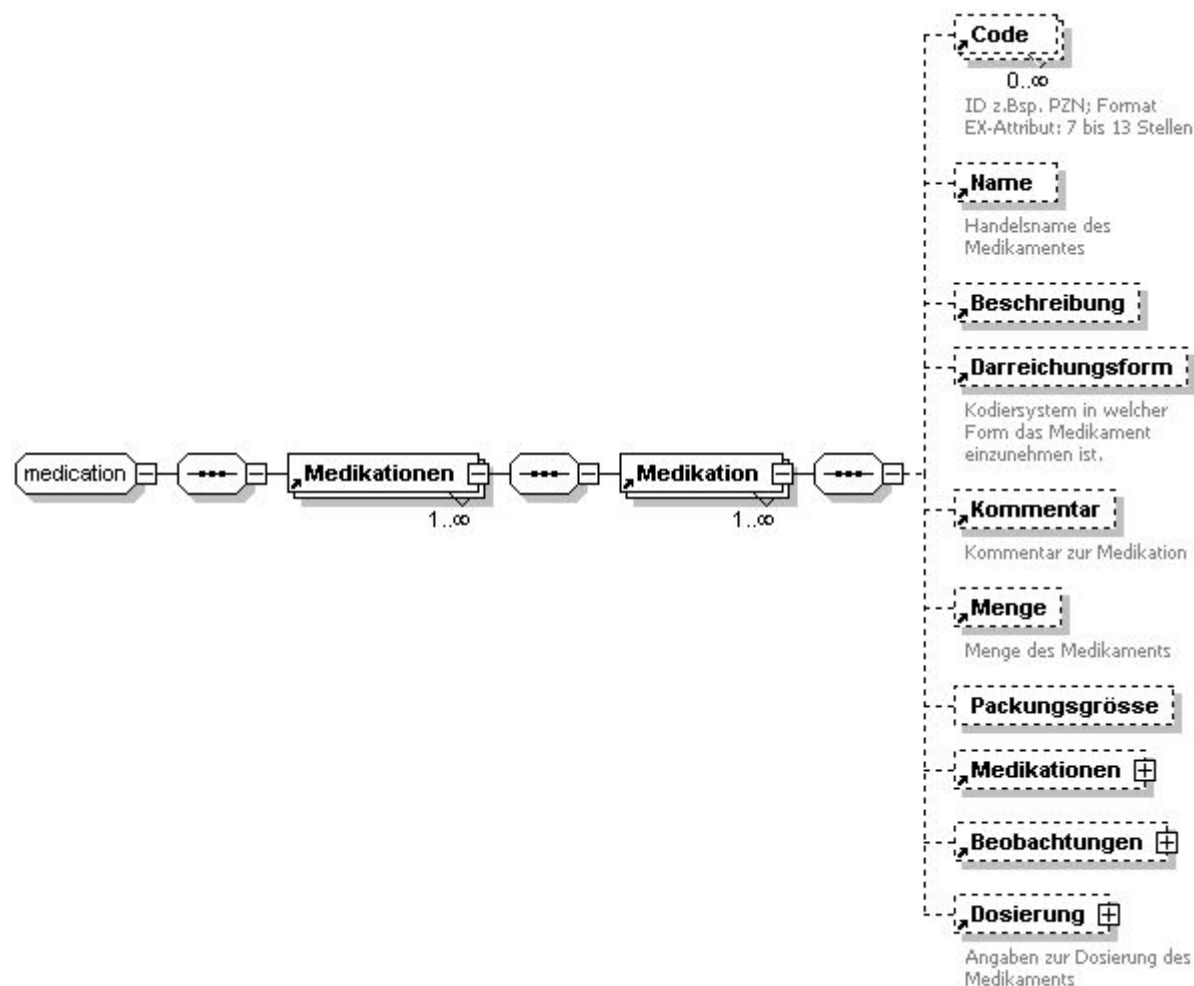 Code
0..∞
ID z.Bsp. PZN; Format
EX-Attribut: 7 bis 13 Stellen
Name
Handelsname des
Medikamentes
Beschreibung
Darreichungsform
Kodiersystem in welcher
Form das Medikament
einzunehmen ist.
medication
Medikationen
1..∞
Medikation
1..∞
Kommentar
Kommentar zur Medikation
Menge
Menge des Medikaments
Packungsgrösse
Medikationen
Beobachtungen
Dosierung
Angaben zur Dosierung des
Medikaments